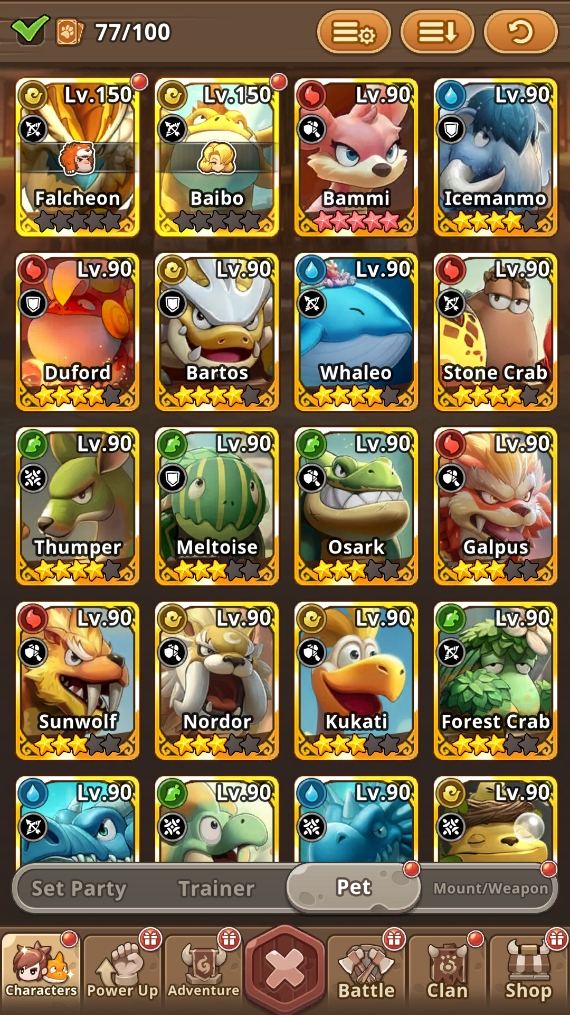 77/100
Lv.150 Lv.150 Lv.90 Lv.90
Falcheon Baibo Bammi Icemanmo
Lv.90 Lv.90 Lv.90 Lv.90
Duford Bartos Whaleo Stone Crab
Lv.90 Lv.90 Lv.90 Lv.90
Thumper Meltoise Osark Galpus
Lv.90 Lv.90 Lv.90 Lv.90
Sunwolf Nordor Kukati Forest Crab
Lv.90 Lv.90 Lv.90 Lv.90
Set Party Trainer Pet Mount/Weapon
Characters Power Up Adventure Battle Clan Shop